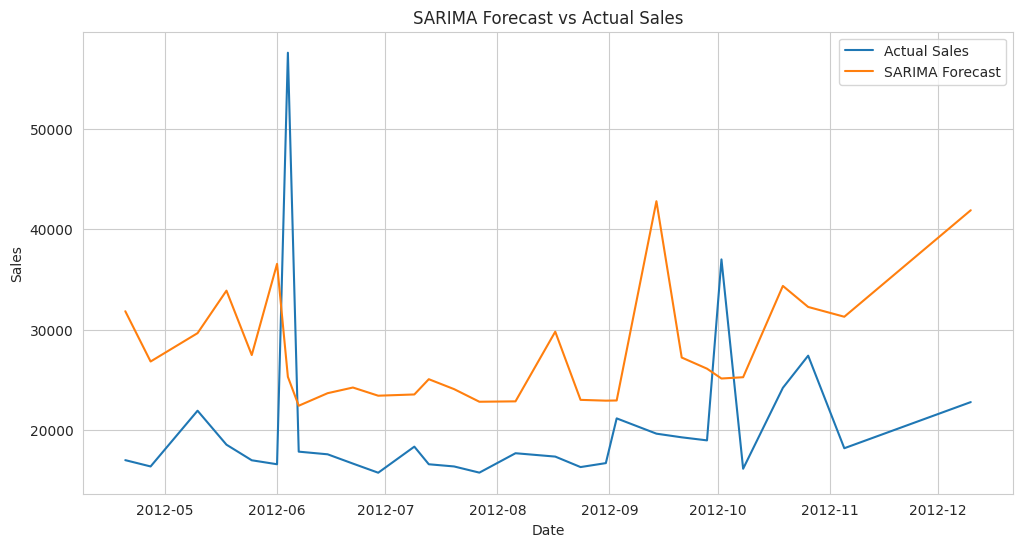 SARIMA Forecast vs Actual Sales
Actual Sales
SARIMA Forecast
50000
40000
30000
20000
Sales
2012-05 2012-06 2012-07 2012-08 2012-09 2012-10 2012-11 2012-12
Date